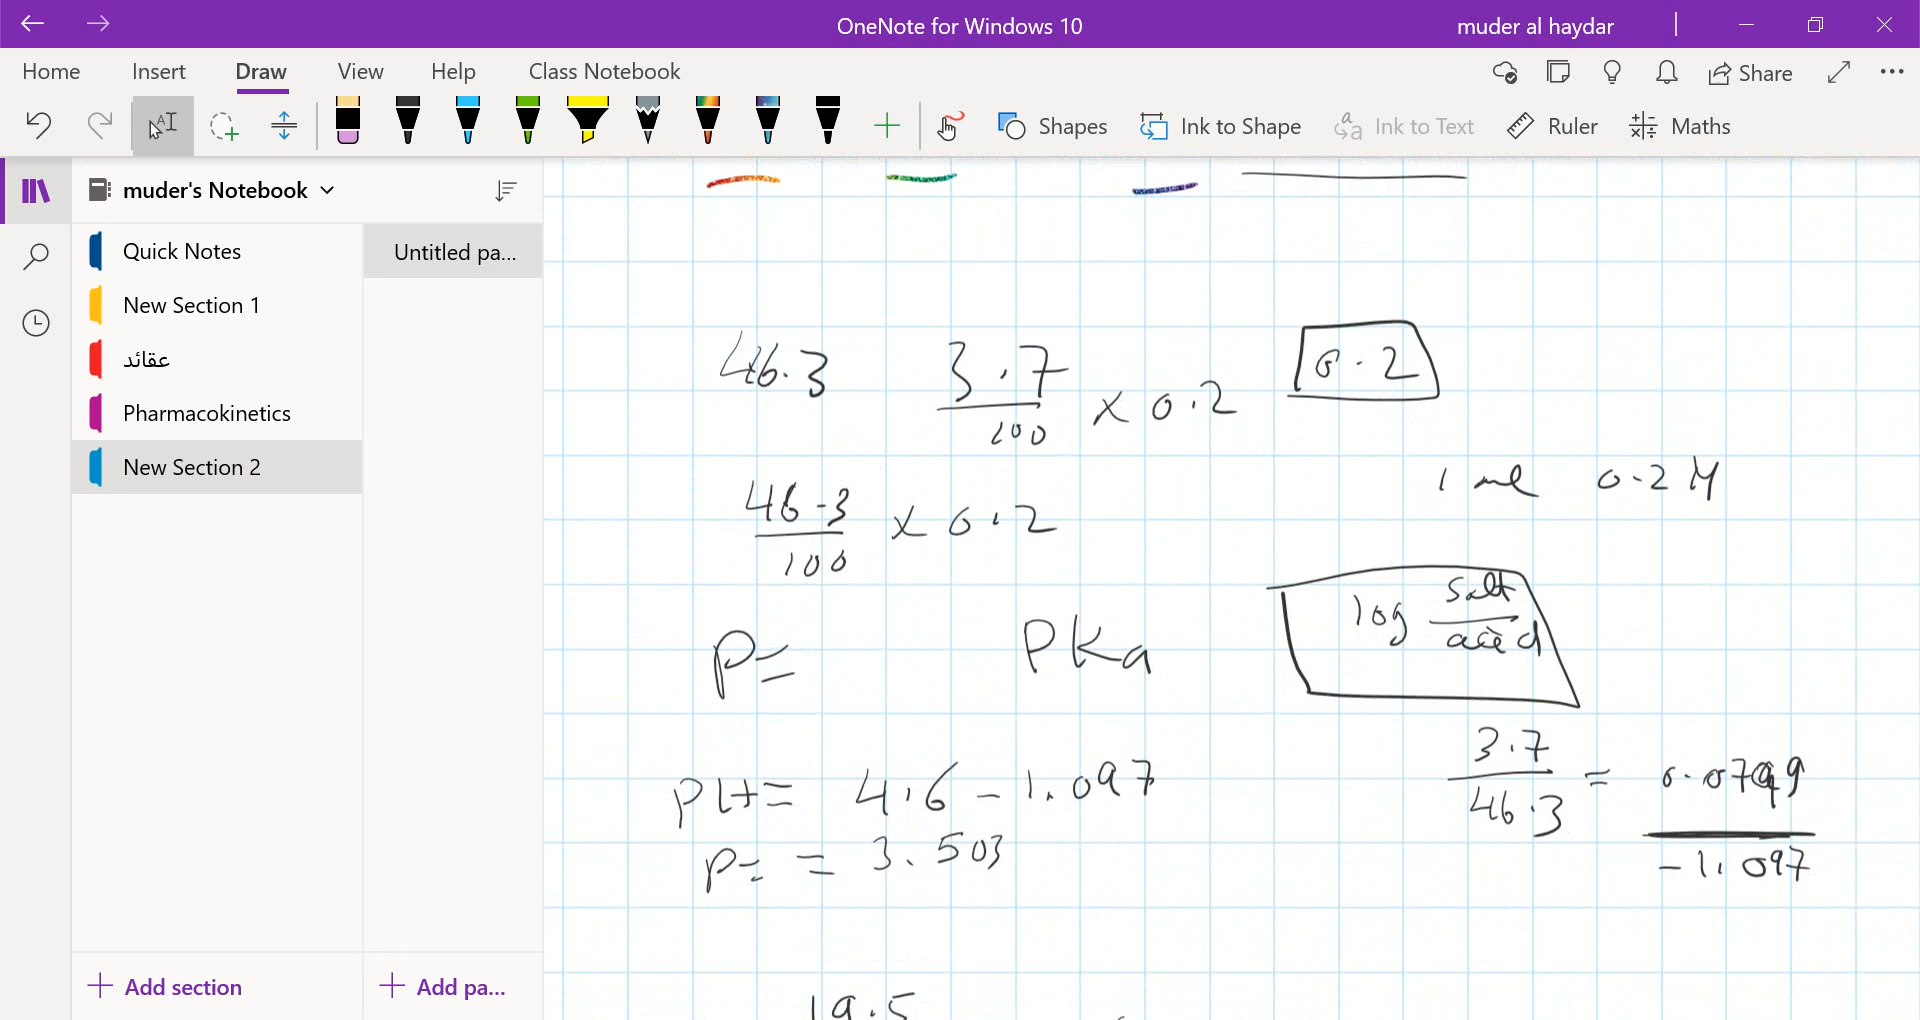 OneNote for Windows 10
muder al haydar
Home Insert Draw View Help Class Notebook
Share
Shapes Ink to Shape Ink to Text Ruler Maths
muder's Notebook
Quick Notes
New Section 1
عقائد
Pharmacokinetics
New Section 2
Untitled pa...
Add section
Add pa...
46.3 3.7/100 x 0.2 0.2
1 ml 0.2 M
46.3/100 x 0.2
P= PKa log salt/acid
PH= 4.6 - 1.097
3.7/46.3 = 0.0799
P= = 3.503
-1.097
19.5